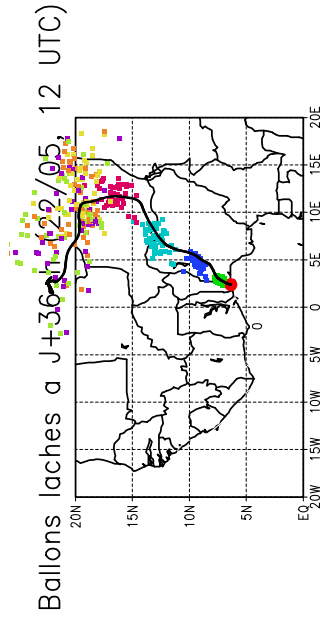 Ballons laches a J+36 (22/05, 12 UTC)
20N
15N
10N
5N
EQ
20W
15W
10W
5W
0
5E
10E
15E
20E
0